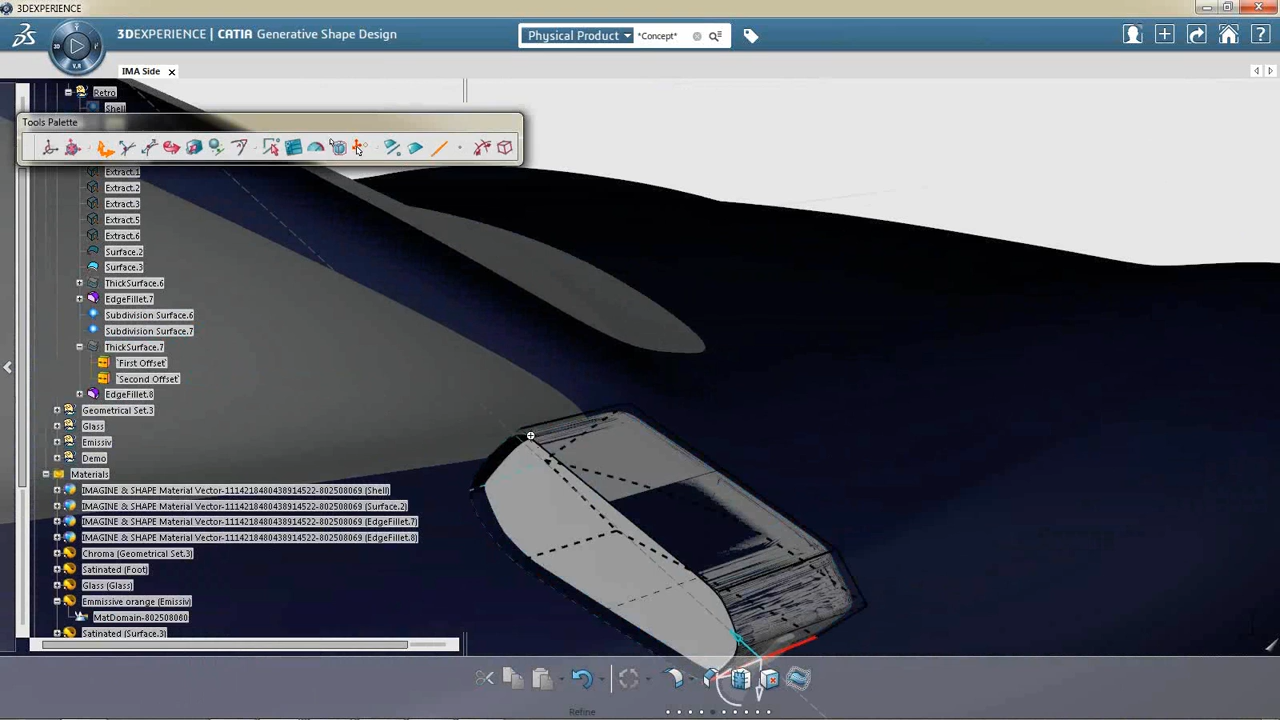 3DEXPERIENCE
3DEXPERIENCE | CATIA Generative Shape Design
Physical Product
*Concept*
3D
V.R
IMA Side
Retro
Shell
Tools Palette
Extract.1
Extract.2
Extract.3
Extract.5
Extract.6
Surface.2
Surface.3
ThickSurface.6
EdgeFillet.7
Subdivision Surface.6
Subdivision Surface.7
ThickSurface.7
`First Offset`
`Second Offset`
EdgeFillet.8
Geometrical Set.3
Glass
Emissiv
Demo
Materials
IMAGINE & SHAPE Material Vector-1114218480438914522-802508069 (Shell)
IMAGINE & SHAPE Material Vector-1114218480438914522-802508069 (Surface.2)
IMAGINE & SHAPE Material Vector-1114218480438914522-802508069 (EdgeFillet.7)
IMAGINE & SHAPE Material Vector-1114218480438914522-802508069 (EdgeFillet.8)
Chroma (Geometrical Set.3)
Satinated (Foot)
Glass (Glass)
Emmissive orange (Emissiv)
MatDomain-802508080
Satinated (Surface.3)
Refine